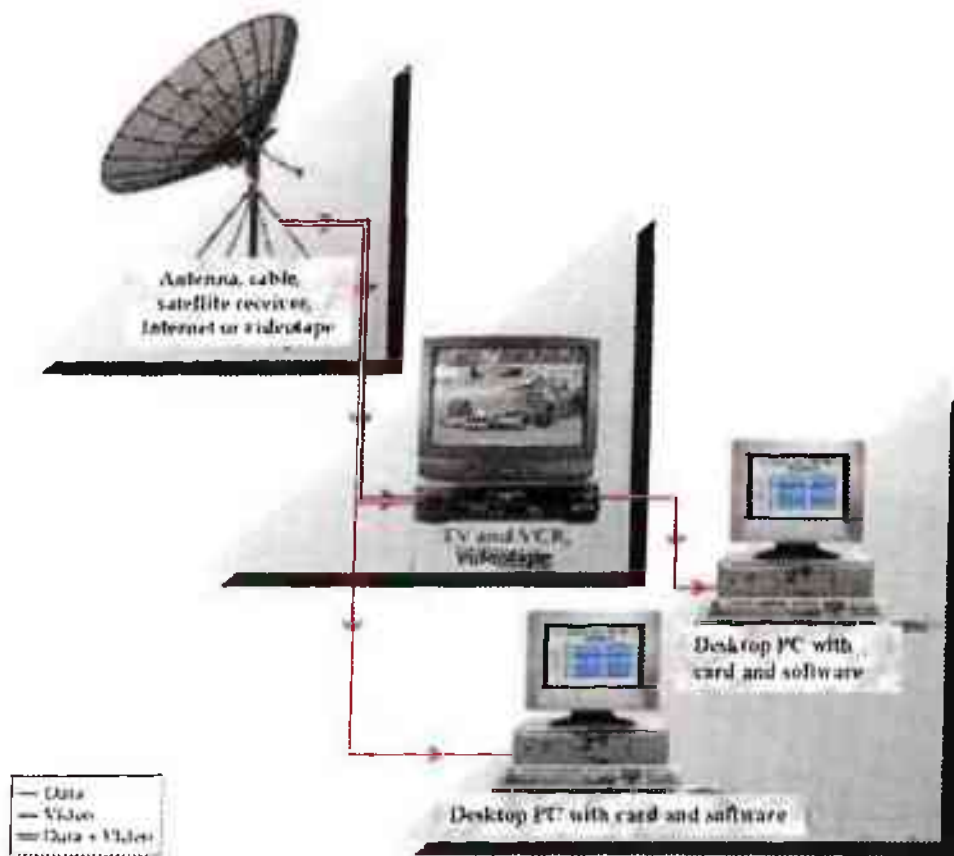 Antenna, cable,
satellite receiver,
Internet or videotape
TV and VCR,
Videotape
Desktop PC with
card and software
Desktop PC with card and software
Data
Video
Data + Video